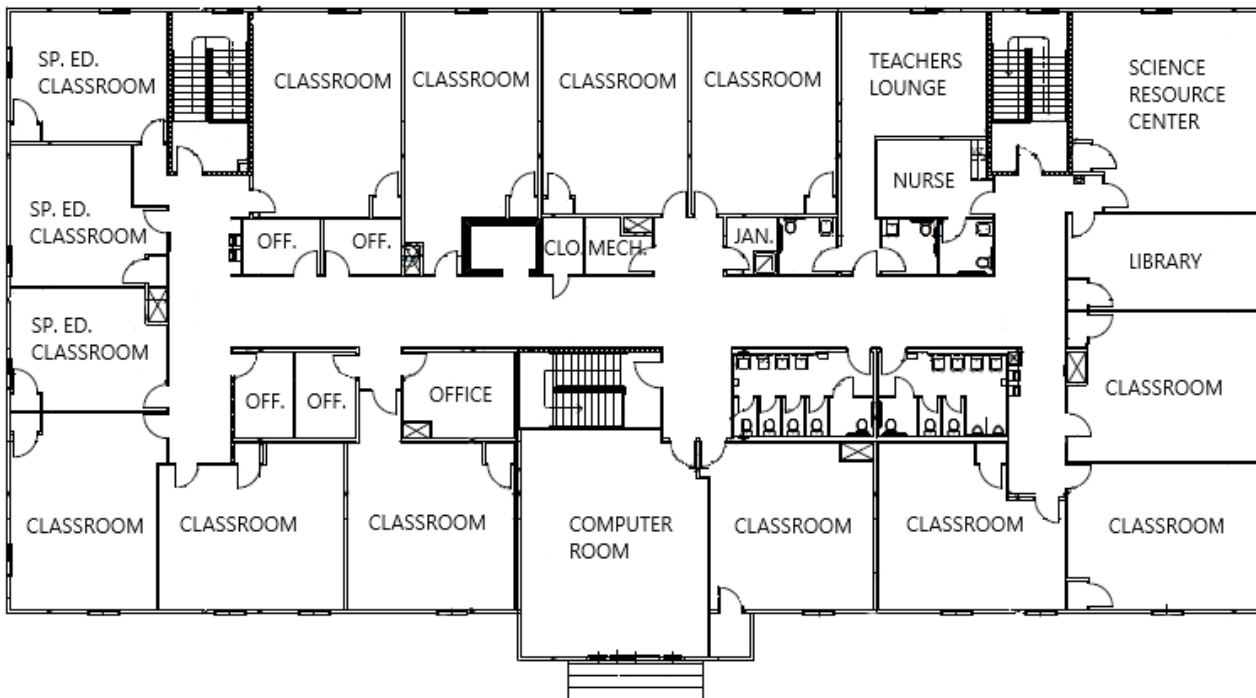 SP. ED.
CLASSROOM
CLASSROOM
CLASSROOM
CLASSROOM
CLASSROOM
TEACHERS
LOUNGE
SCIENCE
RESOURCE
CENTER
SP. ED.
CLASSROOM
NURSE
OFF.
OFF.
CLO.
MECH.
JAN.
LIBRARY
SP. ED.
CLASSROOM
OFF.
OFF.
OFFICE
CLASSROOM
CLASSROOM
CLASSROOM
CLASSROOM
COMPUTER
ROOM
CLASSROOM
CLASSROOM
CLASSROOM